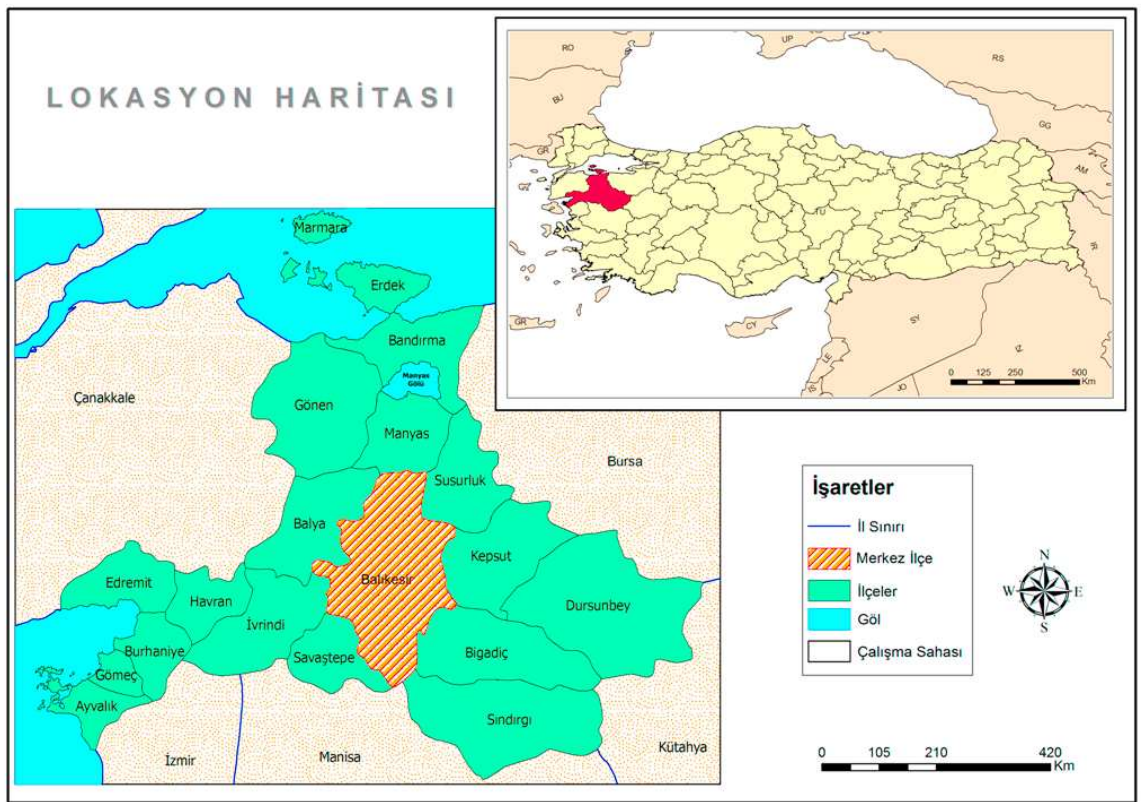 LOKASYON HARİTASI
RO
UP
RS
BU
GG
GR
AM
TU
IR
GR
CY
SY
LE
IZ
IS
JO
0 125 250 500
Km
Marmara
Erdek
Bandırma
Manyas
Gölü
Çanakkale
Gönen
Manyas
Bursa
Susurluk
Balya
Kepsut
Edremit
Balıkesir
Havran
Dursunbey
İvrindi
Burhaniye
Savaştepe
Bigadiç
Gömeç
Ayvalık
Sındırgı
Kütahya
İzmir
Manisa
İşaretler
İl Sınırı
Merkez İlçe
İlçeler
Göl
Çalışma Sahası
N
W E
S
0 105 210 420
Km